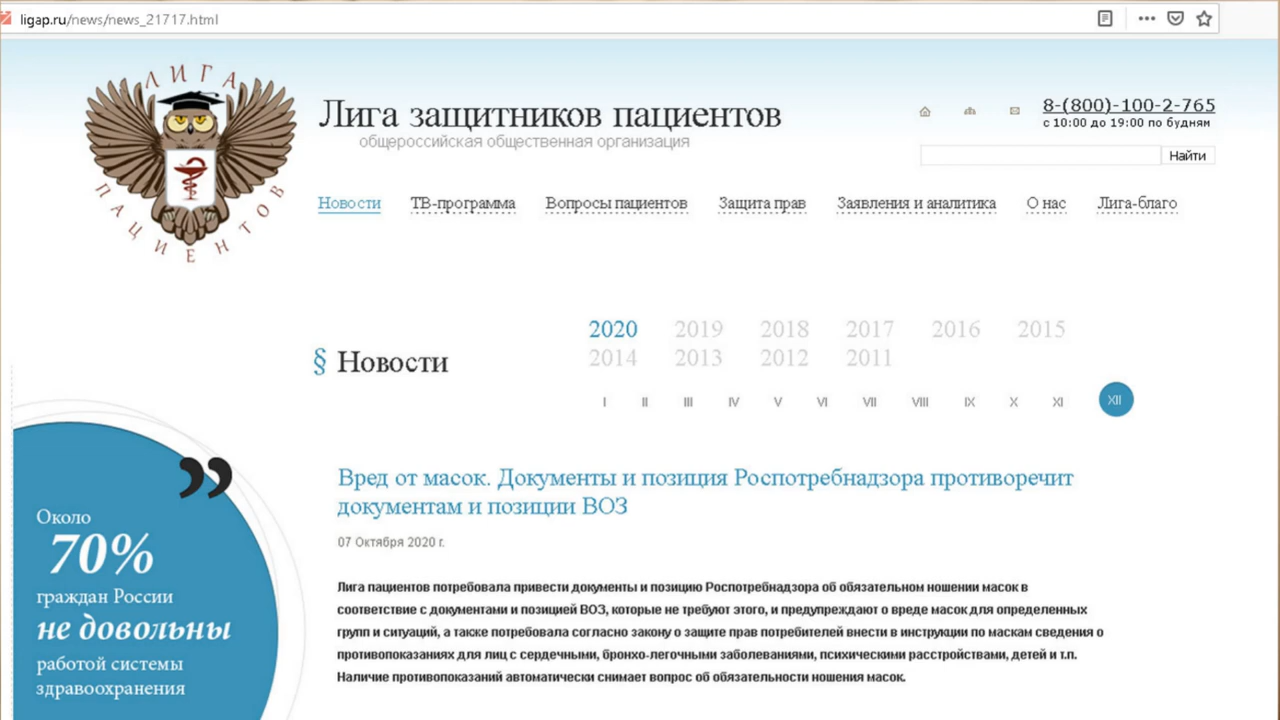 ligap.ru/news/news_21717.html
ЛИГА
ПАЦИЕНТОВ
Лига защитников пациентов
общероссийская общественная организация
8-(800)-100-2-765
с 10:00 до 19:00 по будням
Найти
Новости ТВ-программа Вопросы пациентов Защита прав Заявления и аналитика О нас Лига-благо
§ Новости
2020 2019 2018 2017 2016 2015
2014 2013 2012 2011
I II III IV V VI VII VIII IX X XI XII
”
Около
70%
граждан России
не довольны
работой системы
здравоохранения
Вред от масок. Документы и позиция Роспотребнадзора противоречит
документам и позиции ВОЗ
07 Октября 2020 г.
Лига пациентов потребовала привести документы и позицию Роспотребнадзора об обязательном ношении масок в
соответствие с документами и позицией ВОЗ, которые не требуют этого, и предупреждают о вреде масок для определенных
групп и ситуаций, а также потребовала согласно закону о защите прав потребителей внести в инструкции по маскам сведения о
противопоказаниях для лиц с сердечными, бронхо-легочными заболеваниями, психическими расстройствами, детей и т.п.
Наличие противопоказаний автоматически снимает вопрос об обязательности ношения масок.